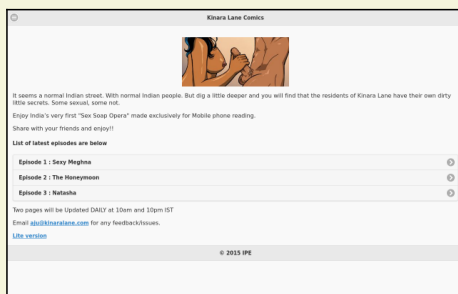 Kinara Lane Comics
It seems a normal Indian street. With normal Indian people. But dig a little deeper and you will find that the residents of Kinara Lane have their own dirty
little secrets. Some sexual, some not.
Enjoy India's very first "Sex Soap Opera" made exclusively for Mobile phone reading.
Share with your friends and enjoy!!
List of latest episodes are below
Episode 1 : Sexy Meghna
Episode 2 : The Honeymoon
Episode 3 : Natasha
Two pages will be Updated DAILY at 10am and 10pm IST
Email aju@kinaralane.com for any feedback/issues.
Lite version
© 2015 IPE